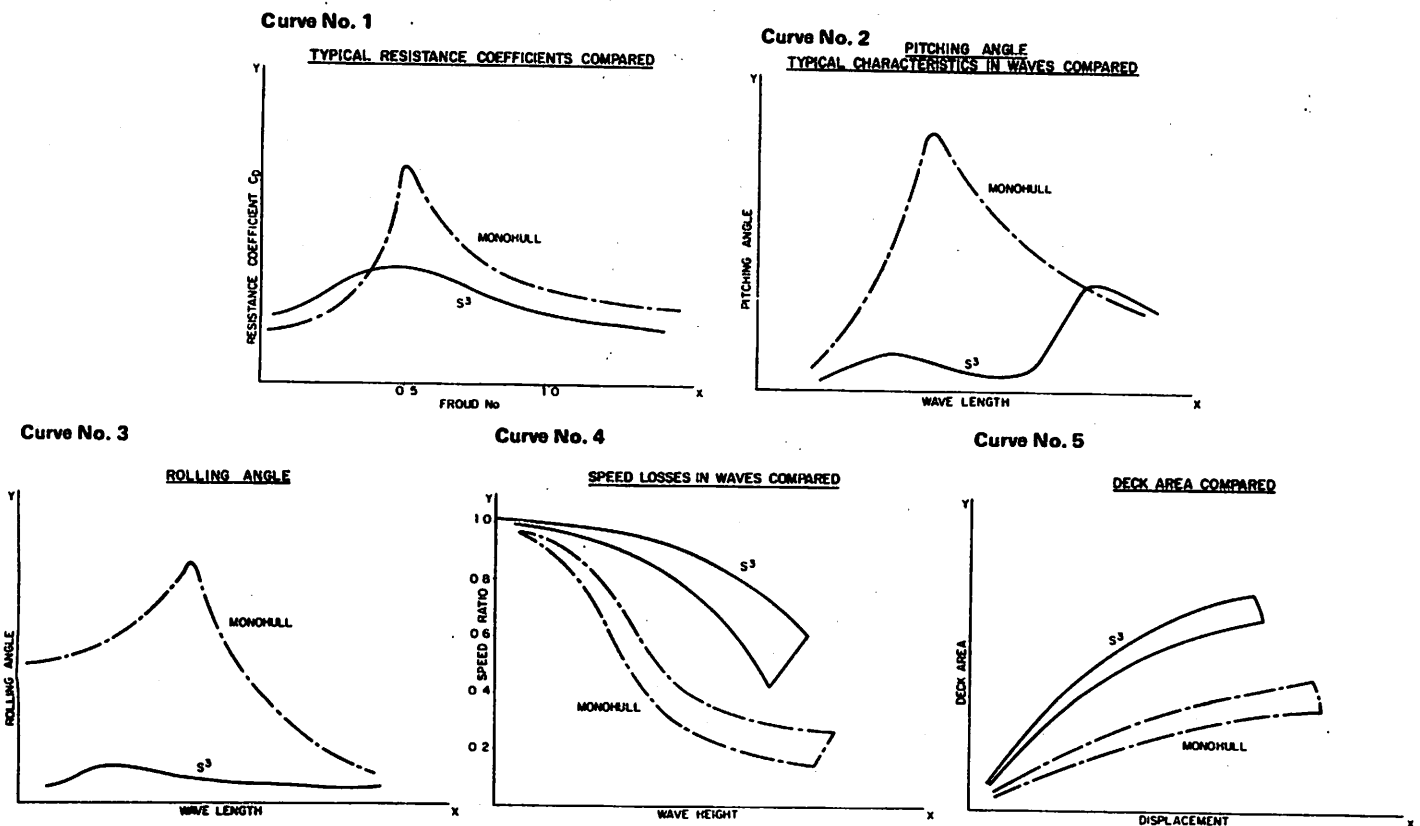 Curve No. 1
TYPICAL RESISTANCE COEFFICIENTS COMPARED
Y
RESISTANCE COEFFICIENT CD
MONOHULL
S³
0 5
1 0
X
FROUD No
Curve No. 2
PITCHING ANGLE
TYPICAL CHARACTERISTICS IN WAVES COMPARED
Y
PITCHING ANGLE
MONOHULL
S³
WAVE LENGTH
X
Curve No. 3
ROLLING ANGLE
Y
ROLLING ANGLE
MONOHULL
S³
WAVE LENGTH
X
Curve No. 4
SPEED LOSSES IN WAVES COMPARED
Y
1 0
0 8
0 6
0 4
0 2
SPEED RATIO
S³
MONOHULL
WAVE HEIGHT
X
Curve No. 5
DECK AREA COMPARED
Y
DECK AREA
S³
MONOHULL
DISPLACEMENT
X